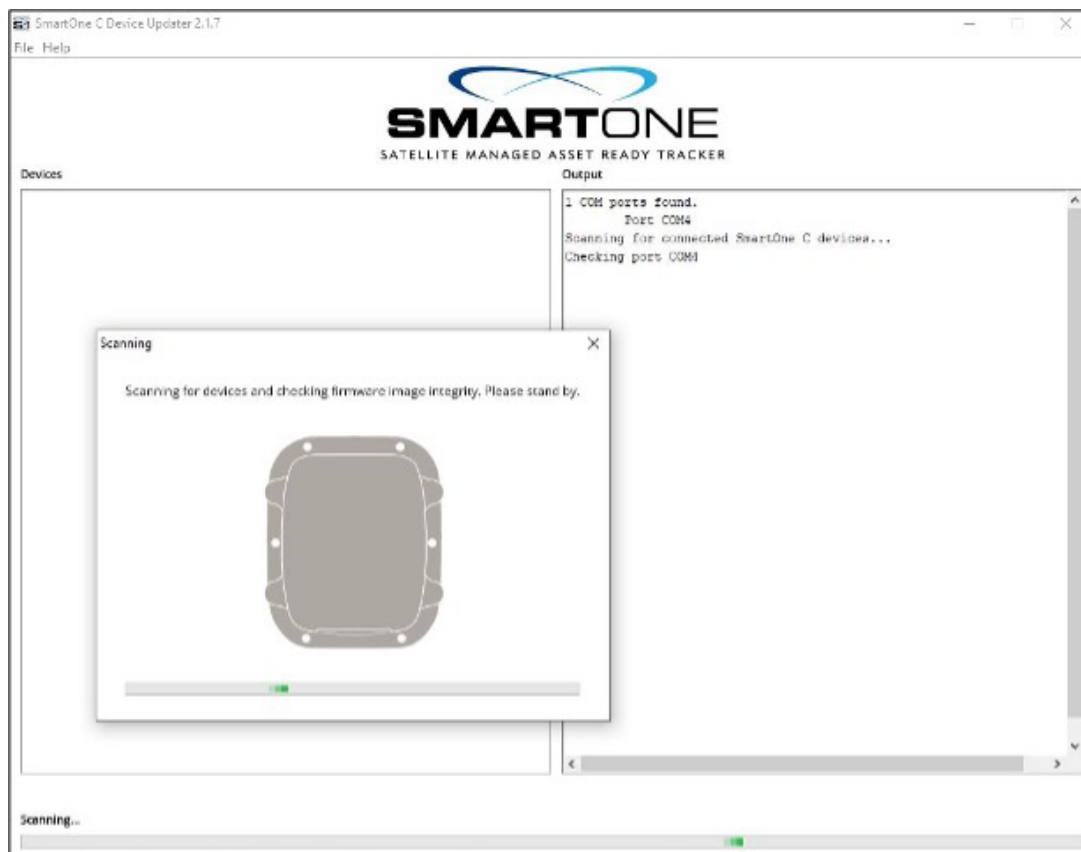 SmartOne C Device Updater 2.1.7
File Help
SMARTONE
SATELLITE MANAGED ASSET READY TRACKER
Devices
Output
1 COM ports found.
Port COM4
Scanning for connected SmartOne C devices...
Checking port COM4
Scanning
Scanning for devices and checking firmware image integrity. Please stand by.
Scanning...